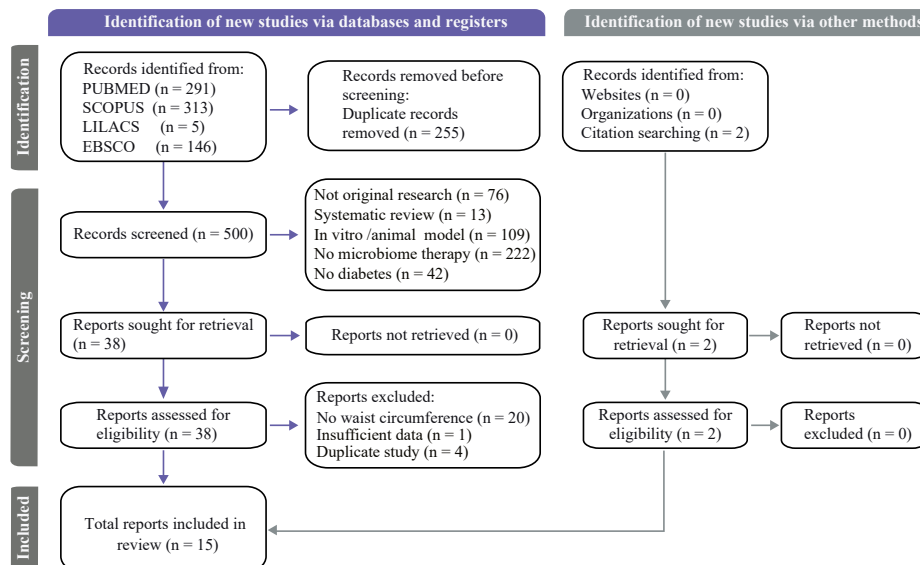 Identification of new studies via databases and registers
Identification of new studies via other methods
Identification
Records identified from:
PUBMED (n = 291)
SCOPUS (n = 313)
LILACS (n = 5)
EBSCO (n = 146)
Records removed before
screening:
Duplicate records
removed (n = 255)
Records identified from:
Websites (n = 0)
Organizations (n = 0)
Citation searching (n = 2)
Screening
Records screened (n = 500)
Not original research (n = 76)
Systematic review (n = 13)
In vitro /animal model (n = 109)
No microbiome therapy (n = 222)
No diabetes (n = 42)
Reports sought for retrieval
(n = 38)
Reports not retrieved (n = 0)
Reports sought for
retrieval (n = 2)
Reports not
retrieved (n = 0)
Reports assessed for
eligibility (n = 38)
Reports excluded:
No waist circumference (n = 20)
Insufficient data (n = 1)
Duplicate study (n = 4)
Reports assessed for
eligibility (n = 2)
Reports
excluded (n = 0)
Included
Total reports included in
review (n = 15)